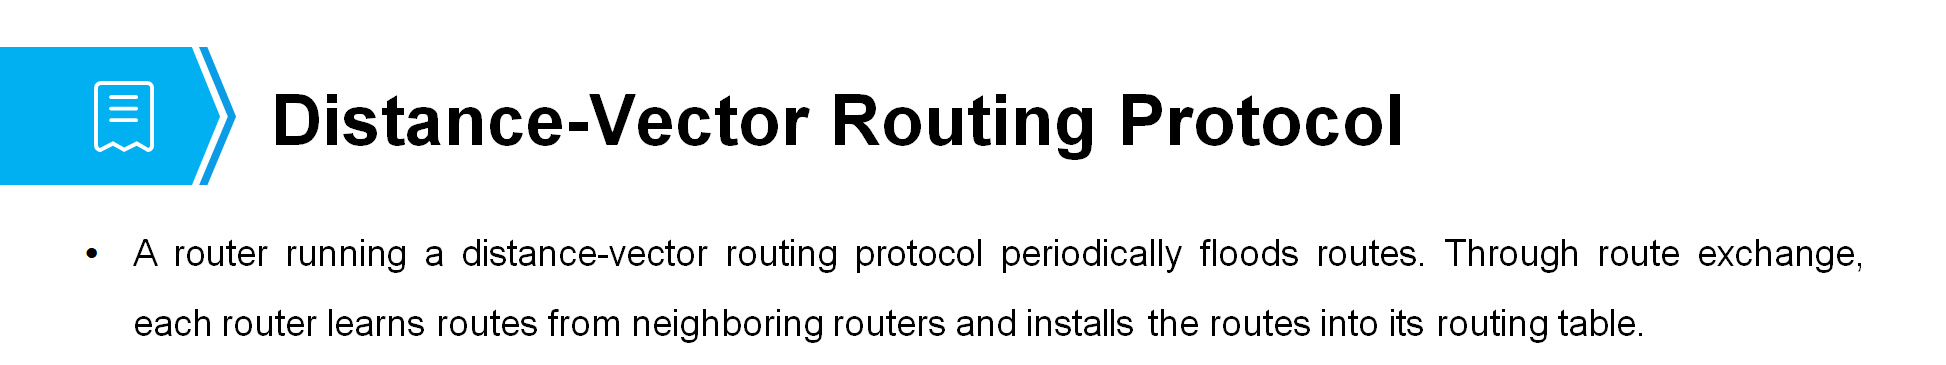 Distance-Vector Routing Protocol
• A router running a distance-vector routing protocol periodically floods routes. Through route exchange,
each router learns routes from neighboring routers and installs the routes into its routing table.